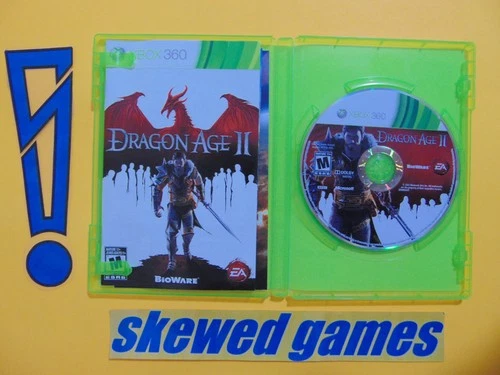 XBOX 360
DRAGON AGE II
BIOWARE
EA
XBOX 360
DRAGON AGE II
M
BIOWARE
EA
skewed games